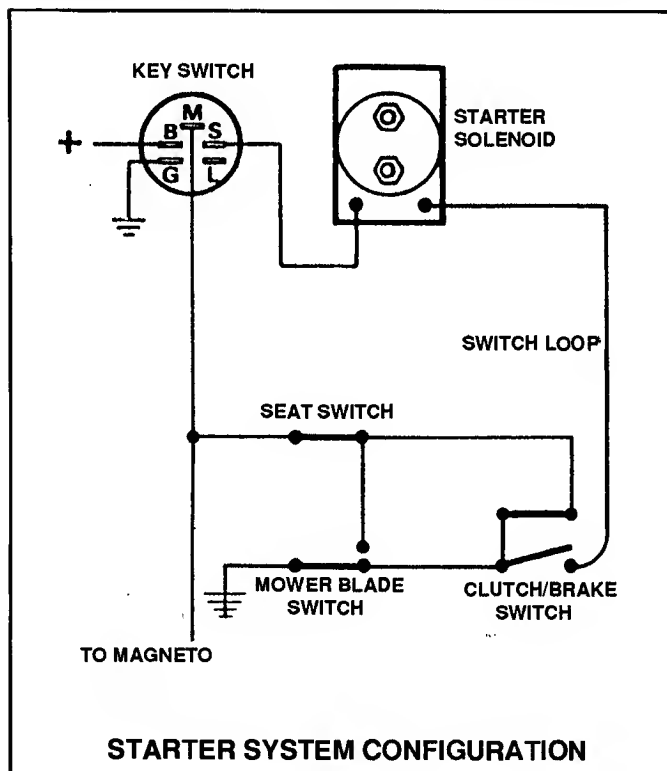 KEY SWITCH
M
B S
G L
+
STARTER
SOLENOID
SWITCH LOOP
SEAT SWITCH
MOWER BLADE
SWITCH
CLUTCH/BRAKE
SWITCH
TO MAGNETO
STARTER SYSTEM CONFIGURATION